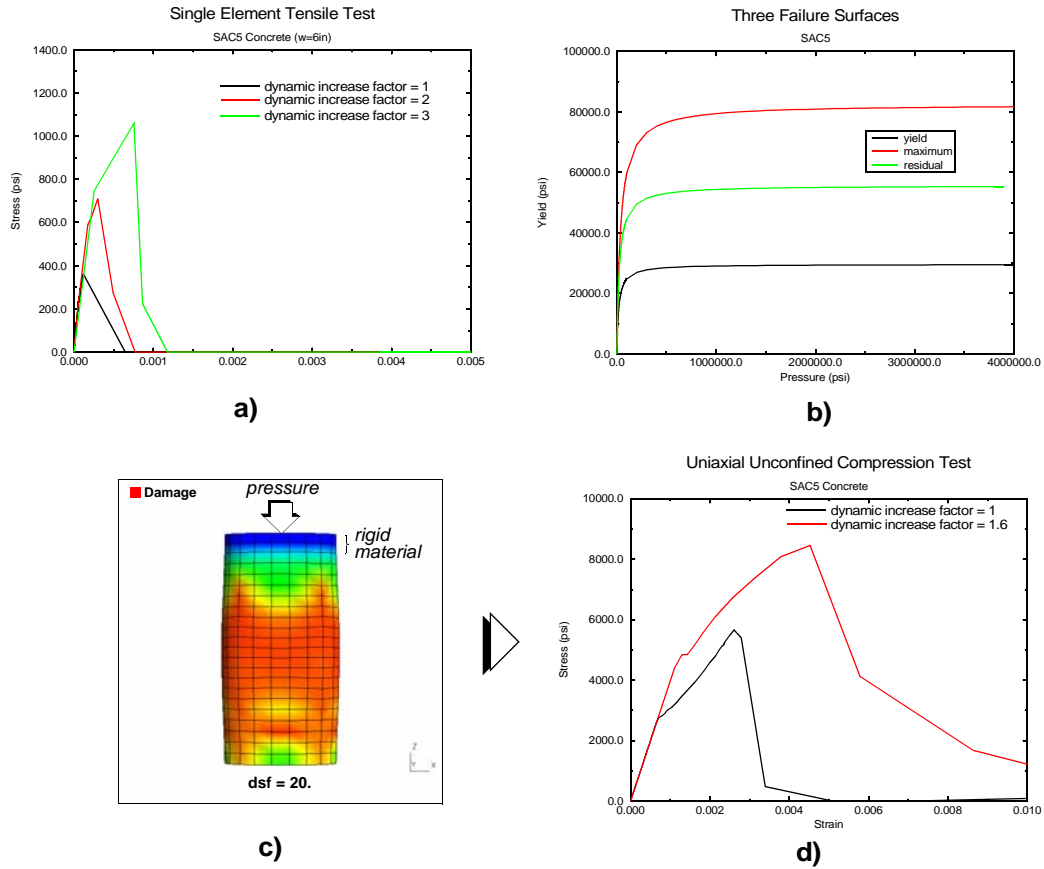 Single Element Tensile Test
SAC5 Concrete (w=6in)
1400.0
1200.0
1000.0
800.0
600.0
400.0
200.0
0.0
Stress (psi)
dynamic increase factor = 1
dynamic increase factor = 2
dynamic increase factor = 3
0.000 0.001 0.002 0.003 0.004 0.005
a)
Three Failure Surfaces
SAC5
100000.0
80000.0
60000.0
40000.0
20000.0
0.0
Yield (psi)
yield
maximum
residual
0.0 1000000.0 2000000.0 3000000.0 4000000.0
Pressure (psi)
b)
Damage
pressure
rigid
material
z
x
dsf = 20.
c)
Uniaxial Unconfined Compression Test
SAC5 Concrete
10000.0
8000.0
6000.0
4000.0
2000.0
0.0
Stress (psi)
dynamic increase factor = 1
dynamic increase factor = 1.6
0.000 0.002 0.004 0.006 0.008 0.010
Strain
d)